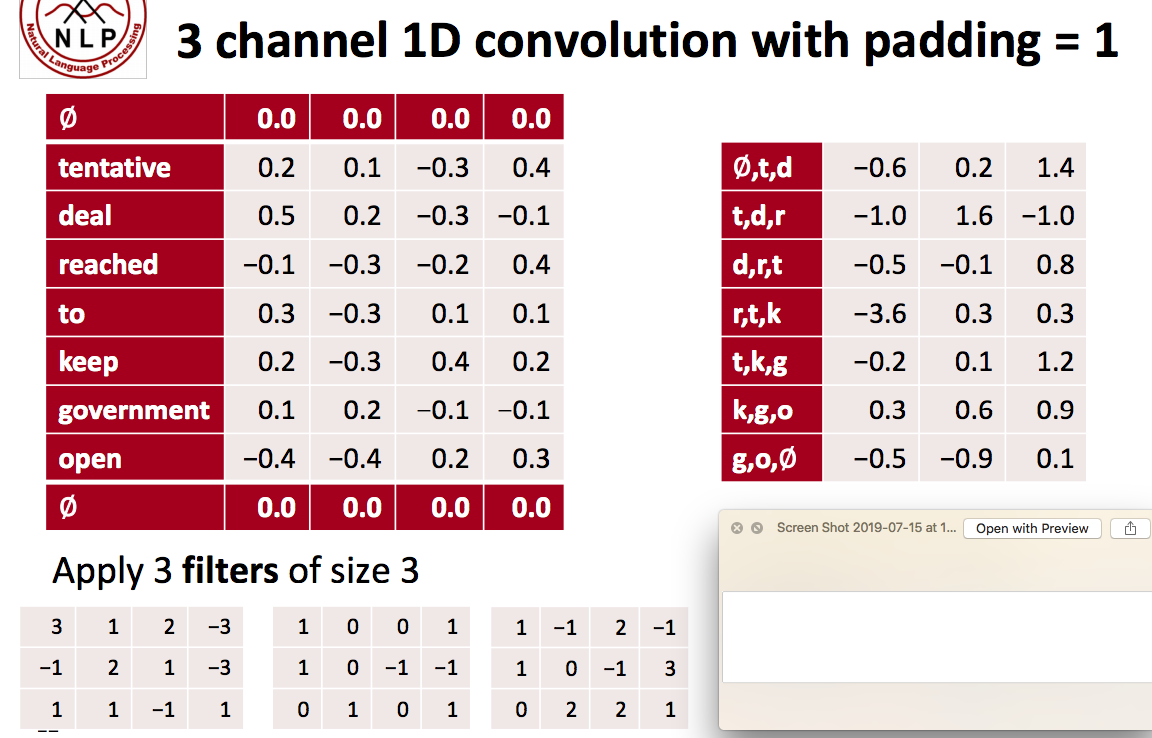 NLP
Natural Language Processing
3 channel 1D convolution with padding = 1
Ø 0.0 0.0 0.0 0.0
tentative 0.2 0.1 −0.3 0.4
deal 0.5 0.2 −0.3 −0.1
reached −0.1 −0.3 −0.2 0.4
to 0.3 −0.3 0.1 0.1
keep 0.2 −0.3 0.4 0.2
government 0.1 0.2 −0.1 −0.1
open −0.4 −0.4 0.2 0.3
Ø 0.0 0.0 0.0 0.0
Ø,t,d −0.6 0.2 1.4
t,d,r −1.0 1.6 −1.0
d,r,t −0.5 −0.1 0.8
r,t,k −3.6 0.3 0.3
t,k,g −0.2 0.1 1.2
k,g,o 0.3 0.6 0.9
g,o,Ø −0.5 −0.9 0.1
Screen Shot 2019-07-15 at 1... Open with Preview
Apply 3 filters of size 3
3 1 2 −3
−1 2 1 −3
1 1 −1 1
1 0 0 1
1 0 −1 −1
0 1 0 1
1 −1 2 −1
1 0 −1 3
0 2 2 1